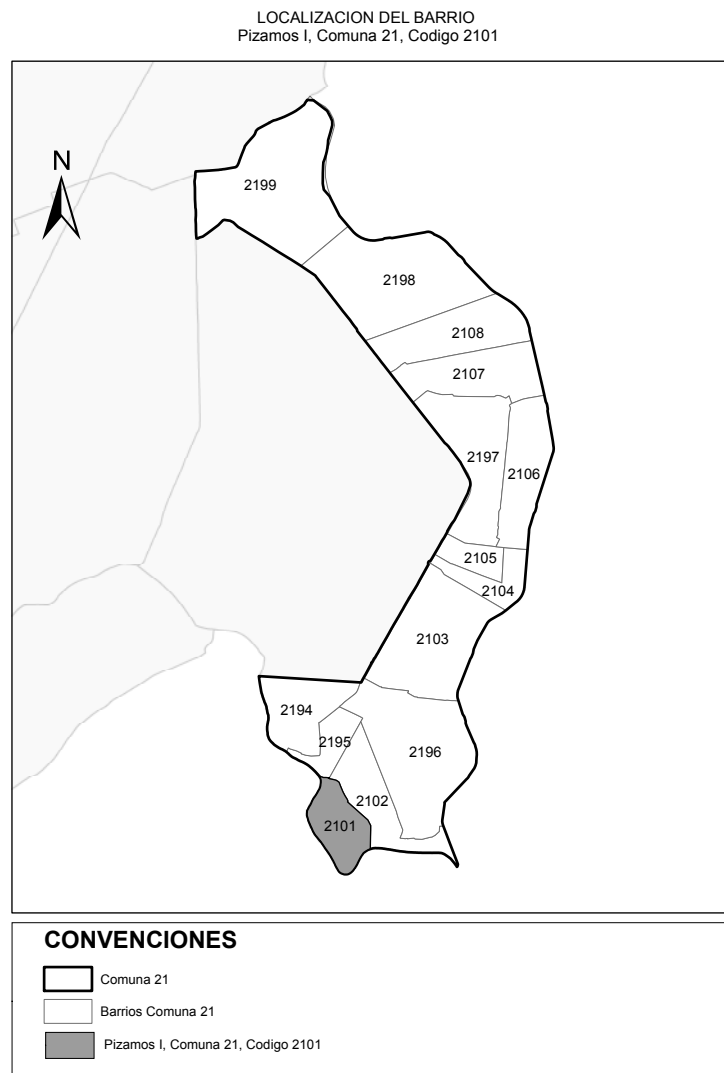 LOCALIZACION DEL BARRIO
Pizamos I, Comuna 21, Codigo 2101
N
2199
2198
2108
2107
2197
2106
2105
2104
2103
2194
2195
2196
2102
2101
CONVENCIONES
Comuna 21
Barrios Comuna 21
Pizamos I, Comuna 21, Codigo 2101